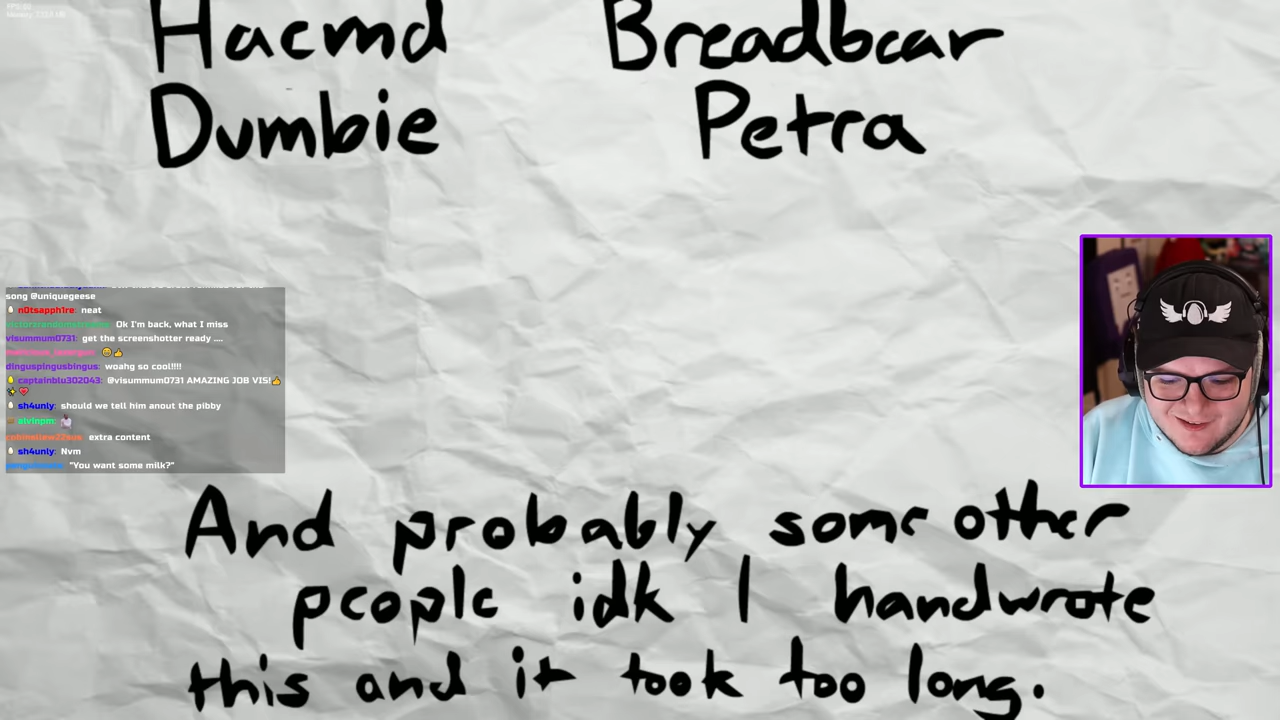 Haemd Breadbear
Dumbie Petra
song @uniquegeese
n0tsapph1re: neat
Ok I'm back, what I miss
visummum0731: get the screenshotter ready ....
dinguspingusbingus: woahg so cool!!!!
captainblu302043: @visummum0731 AMAZING JOB VIS!
sh4unly: should we tell him anout the pibby
alvinpm:
extra content
sh4unly: Nvm
"You want some milk?"
And probably some other
people idk I handwrote
this and it took too long.